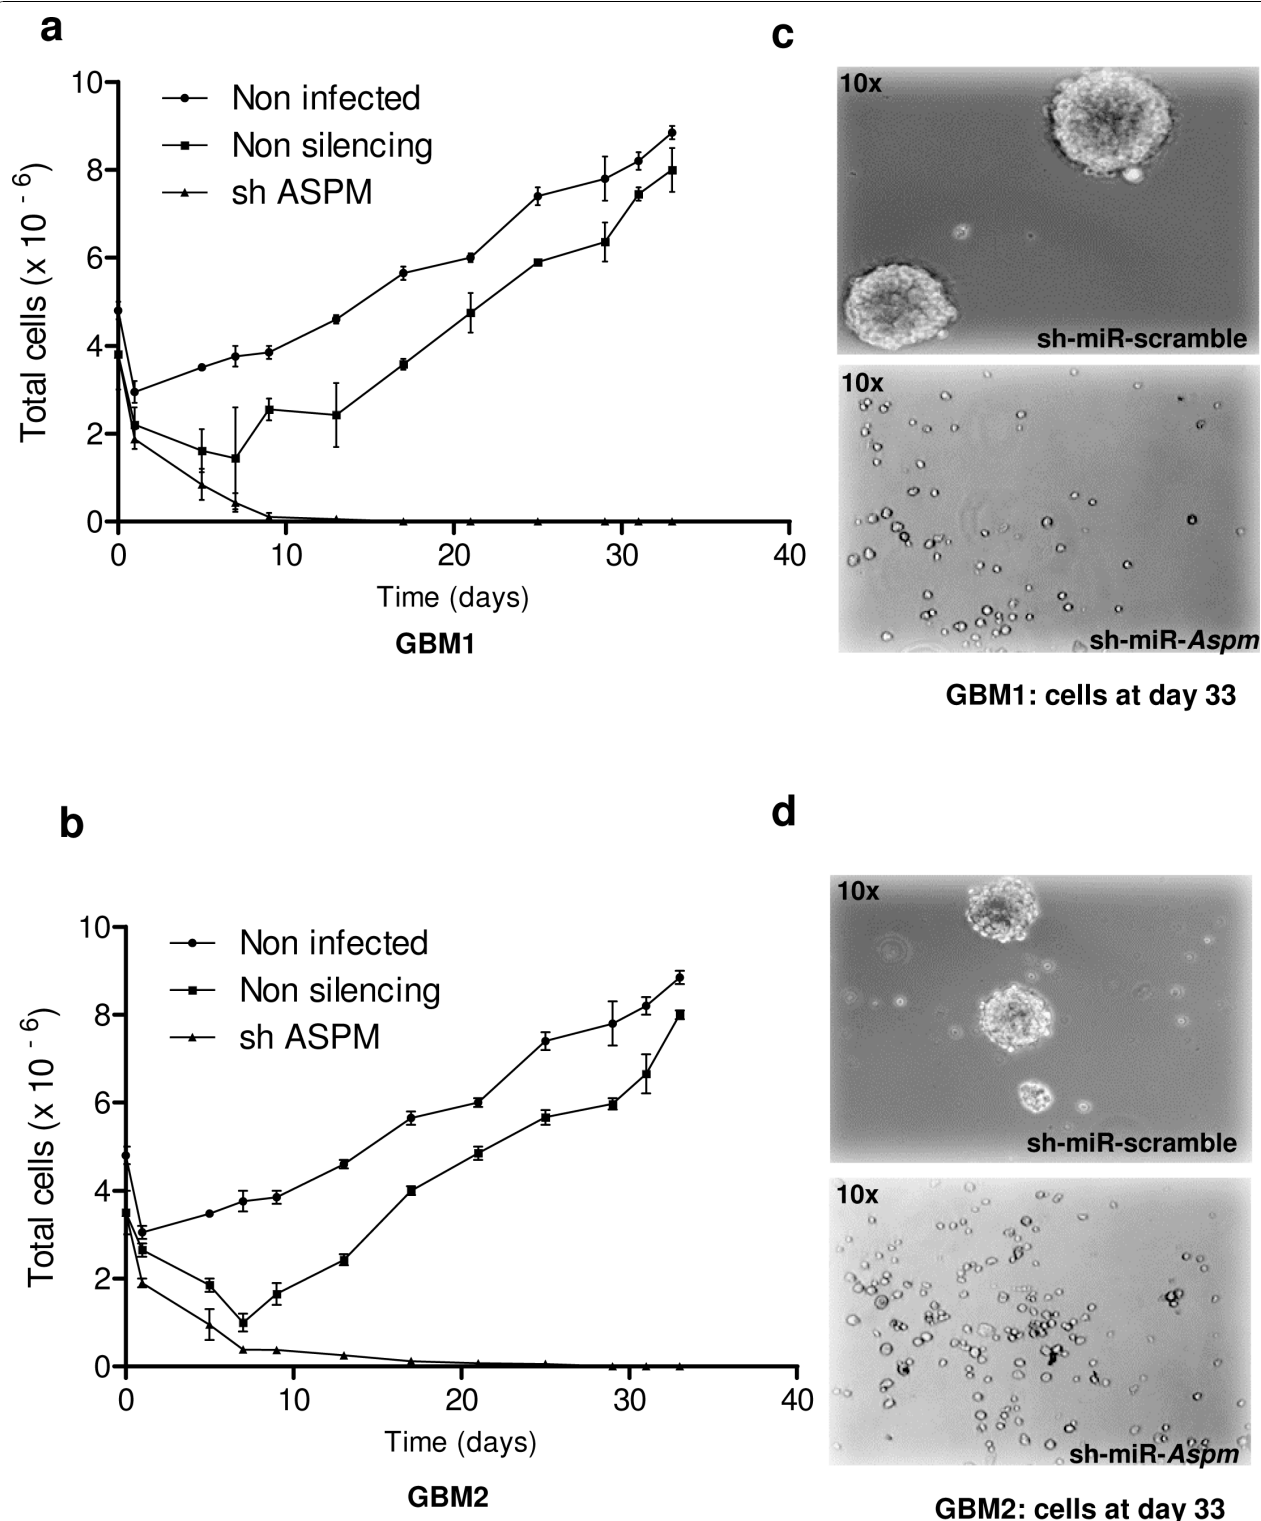 a
10
8
6
4
2
0
Total cells (x 10 - 6)
Non infected
Non silencing
sh ASPM
0 10 20 30 40
Time (days)
GBM1
c
10x
sh-miR-scramble
10x
sh-miR-Aspm
GBM1: cells at day 33
b
10
8
6
4
2
0
Total cells (x 10 - 6)
Non infected
Non silencing
sh ASPM
0 10 20 30 40
Time (days)
GBM2
d
10x
sh-miR-scramble
10x
sh-miR-Aspm
GBM2: cells at day 33